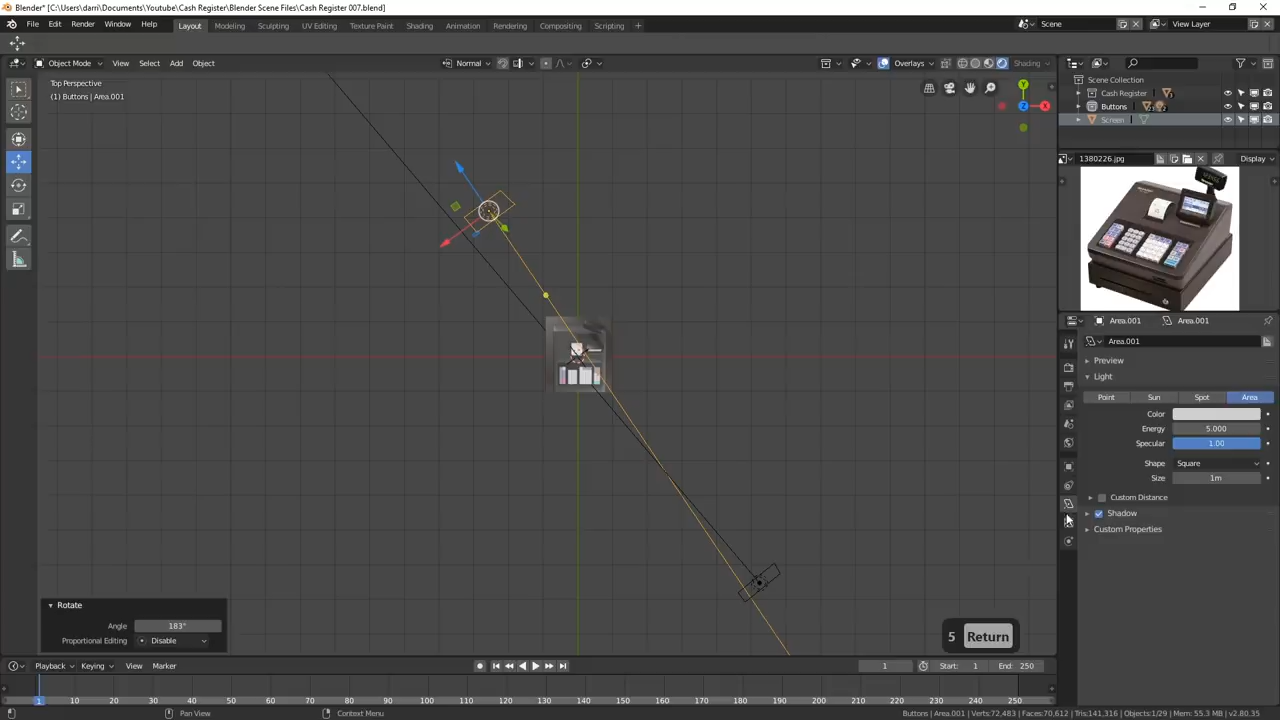 Blender* [C:\Users\darri\Documents\Youtube\Cash Register\Blender Scene Files\Cash Register 007.blend]
File Edit Render Window Help Layout Modeling Sculpting UV Editing Texture Paint Shading Animation Rendering Compositing Scripting + Scene View Layer
Object Mode View Select Add Object Normal Overlays Shading
Top Perspective
(1) Buttons | Area.001
Y
Z
X
Scene Collection
Cash Register
Buttons
Screen
1380226.jpg Display
Area.001 Area.001
Area.001
Preview
Light
Point Sun Spot Area
Color
Energy 5.000
Specular 1.00
Shape Square
Size 1m
Custom Distance
Shadow
Custom Properties
Rotate
Angle 183°
Proportional Editing Disable
5 Return
Playback Keying View Marker 1 Start: 1 End: 250
1 10 20 30 40 50 60 70 80 90 100 110 120 130 140 150 160 170 180 190 200 210 220 230 240 250
Pan View Context Menu Buttons | Area.001 | Verts:72,483 | Faces:70,612 | Tris:141,316 | Objects:1/29 | Mem: 55.3 MB | v2.80.35